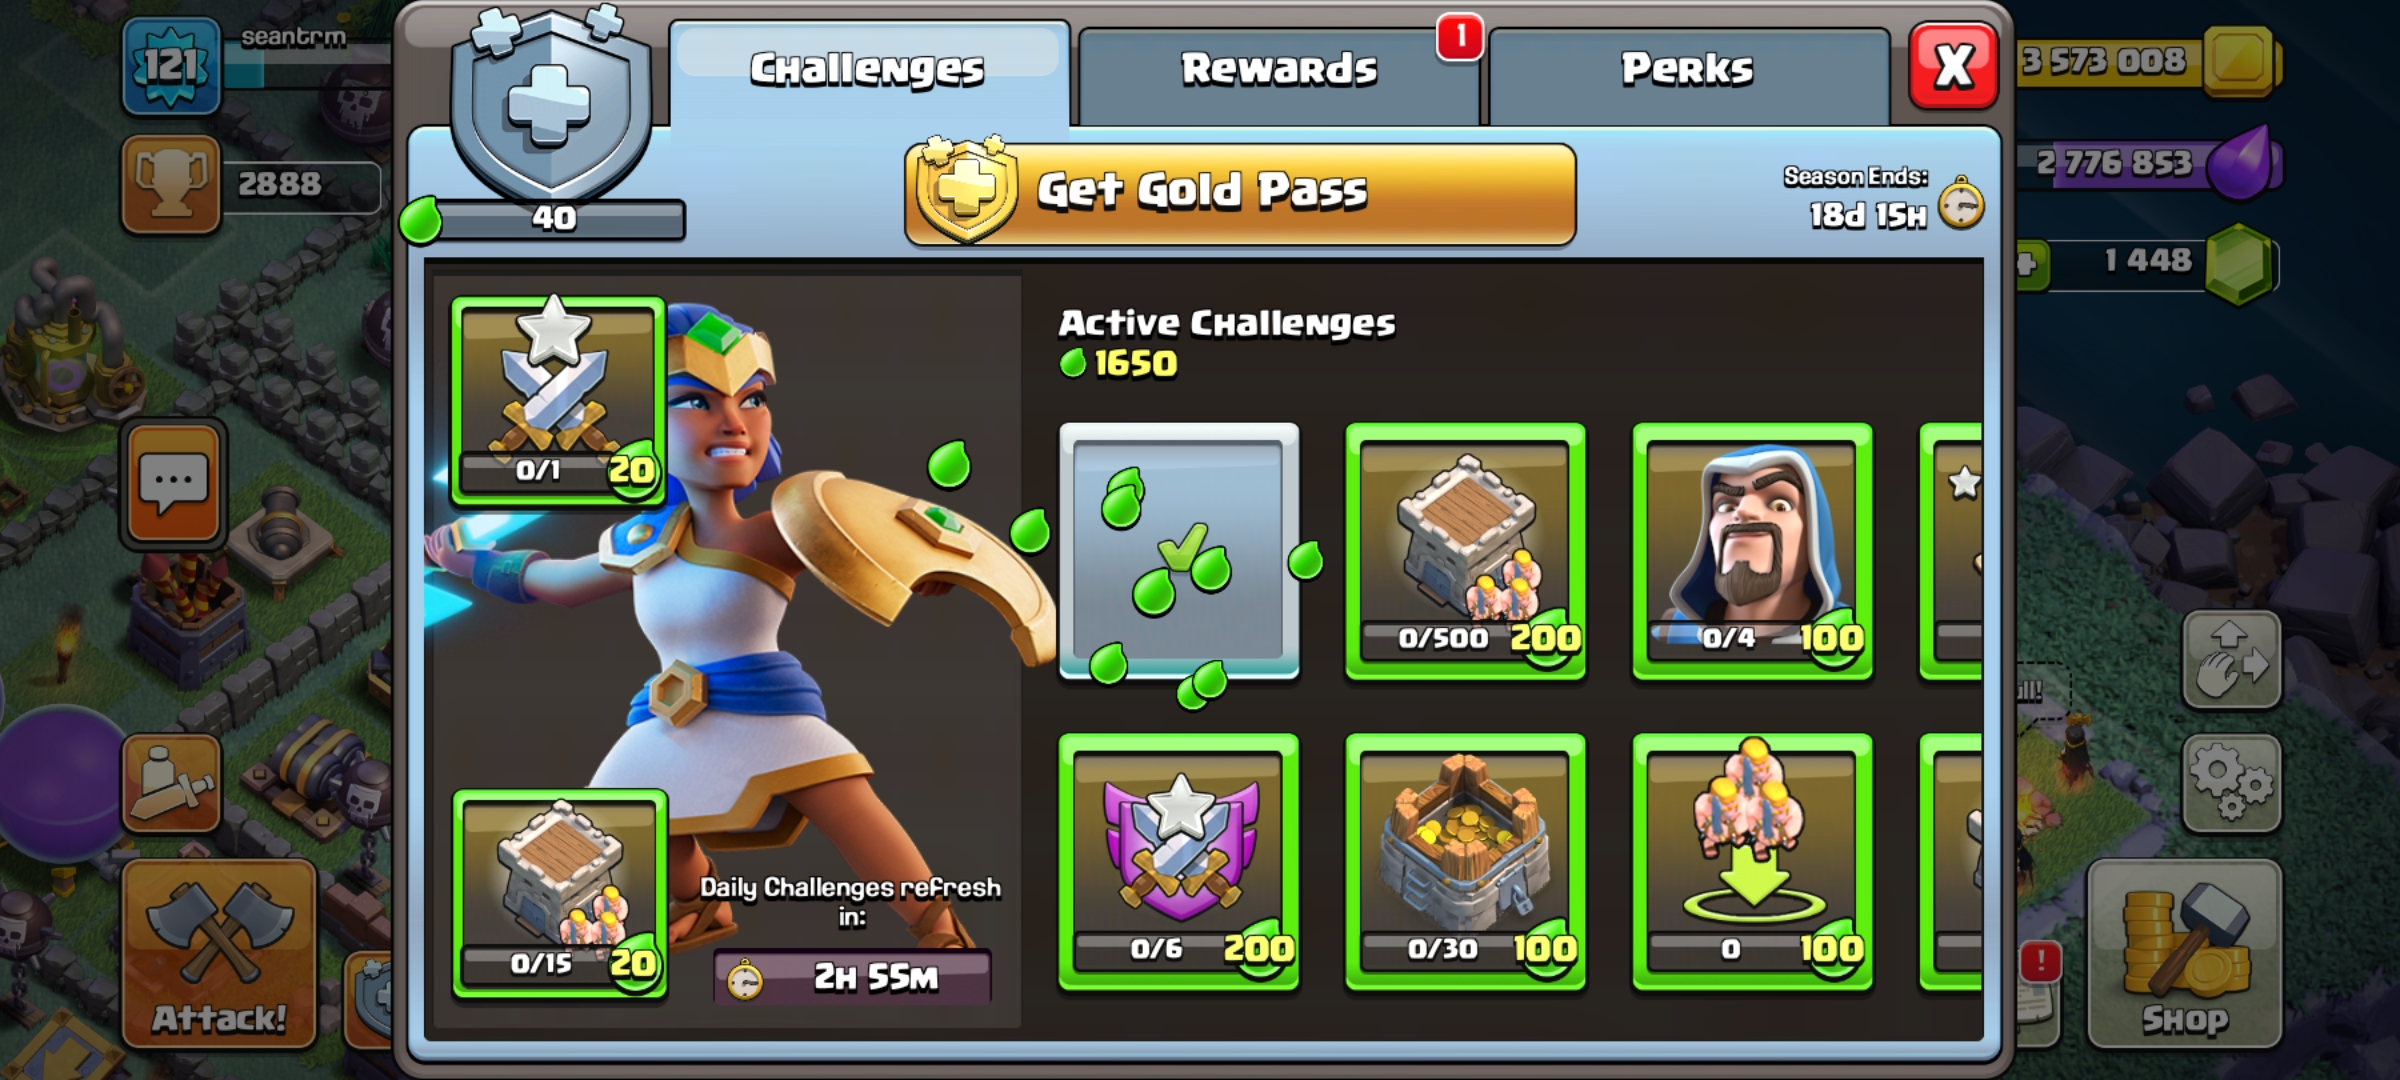 121
seantrm
2888
Challenges
Rewards
1
Perks
X
3 573 008
2 776 853
1 448
40
Get Gold Pass
Season Ends:
18d 15H
0/1
20
Active Challenges
1650
0/500
200
0/4
100
0/15
20
Daily Challenges refresh
in:
2H 55M
0/6
200
0/30
100
0
100
Attack!
!
Shop